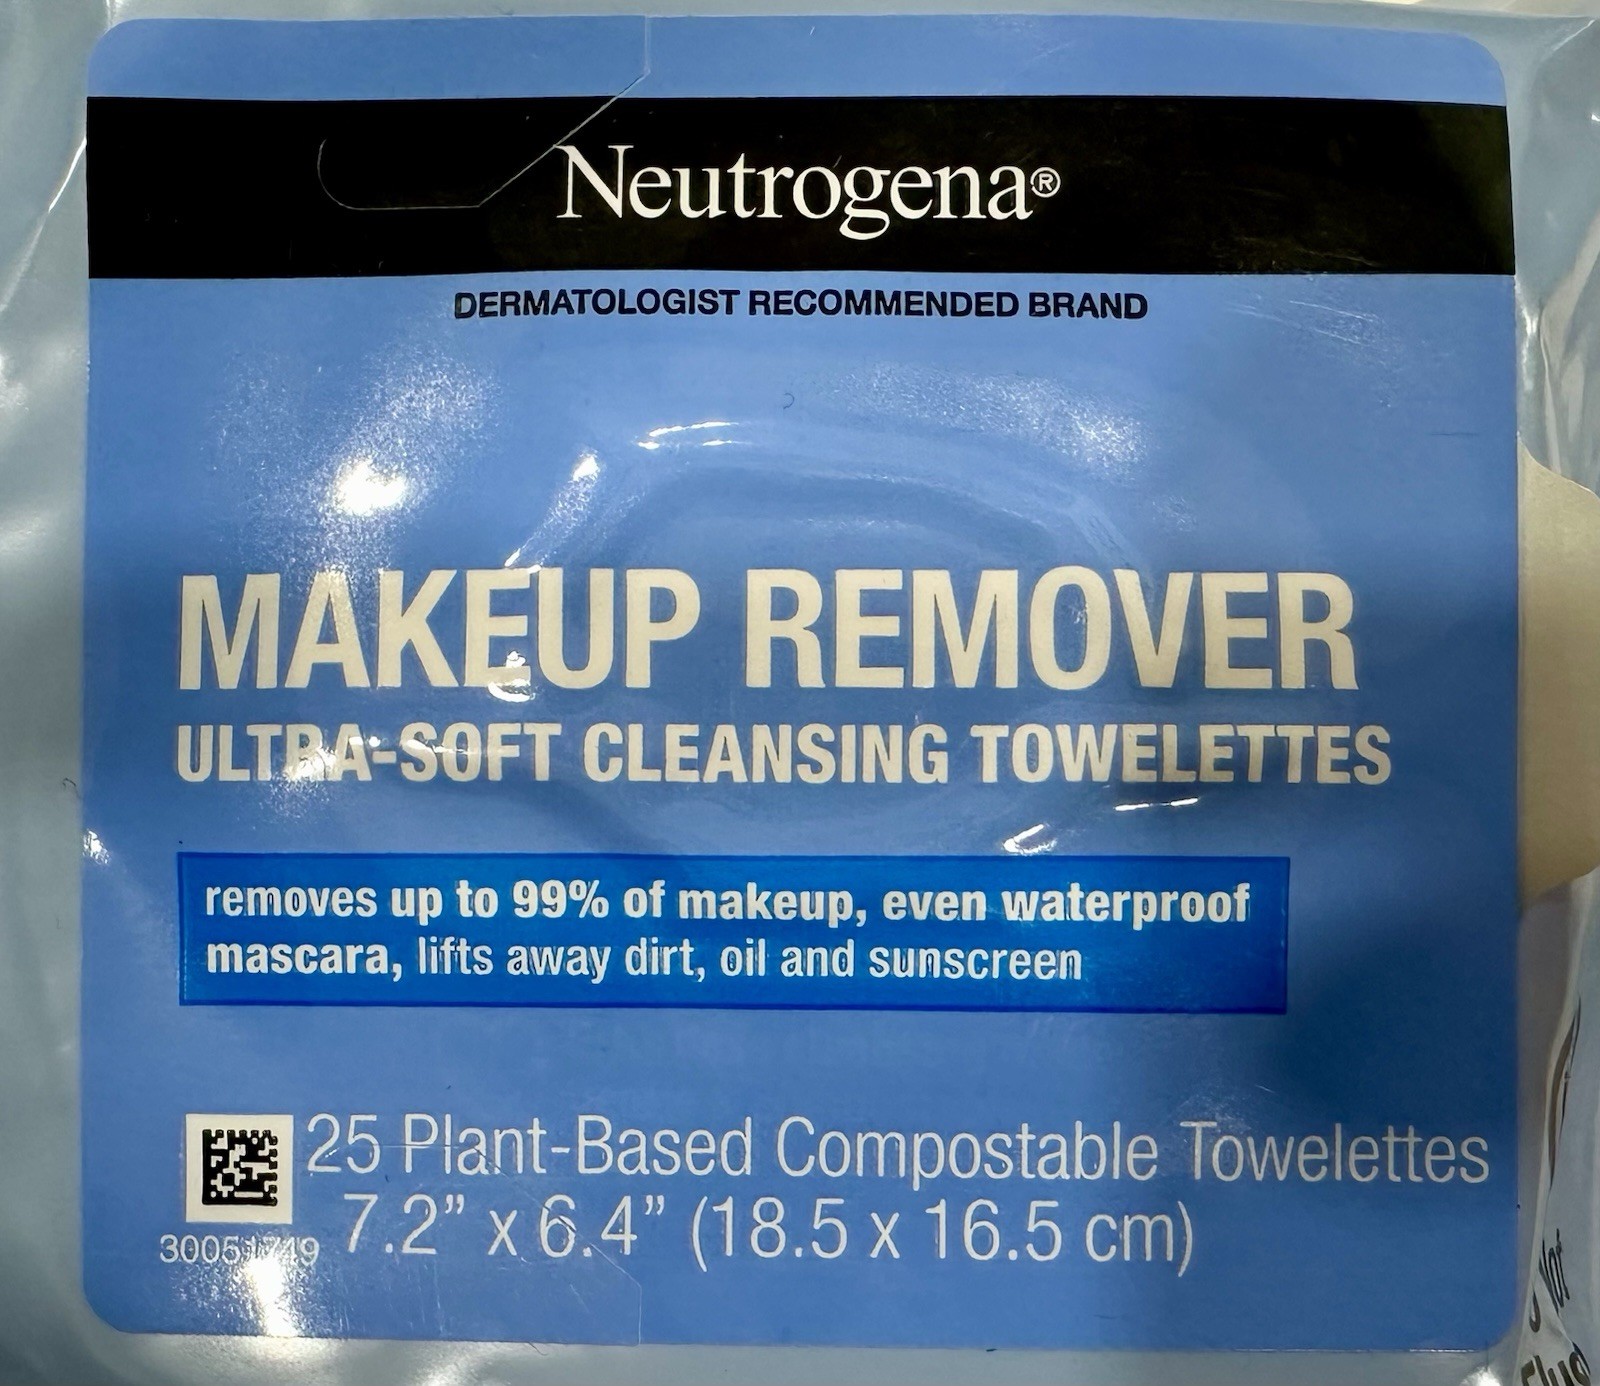 Neutrogena®
DERMATOLOGIST RECOMMENDED BRAND
MAKEUP REMOVER
ULTRA-SOFT CLEANSING TOWELETTES
removes up to 99% of makeup, even waterproof
mascara, lifts away dirt, oil and sunscreen
25 Plant-Based Compostable Towelettes
7.2” x 6.4” (18.5 x 16.5 cm)